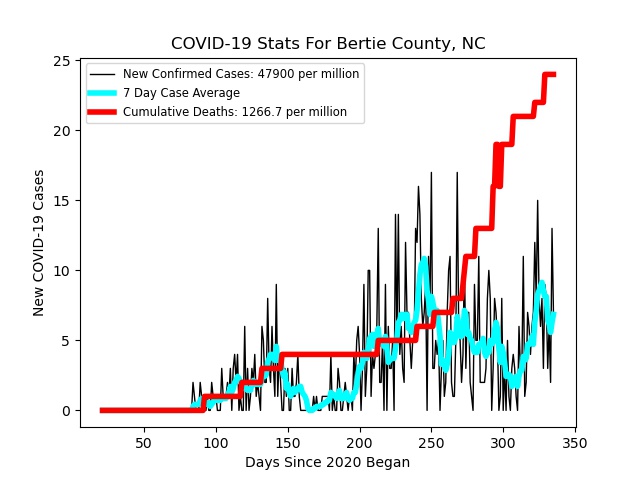 COVID-19 Stats For Bertie County, NC
New Confirmed Cases: 47900 per million
7 Day Case Average
Cumulative Deaths: 1266.7 per million
25
20
15
10
5
0
New COVID-19 Cases
50
100
150
200
250
300
350
Days Since 2020 Began